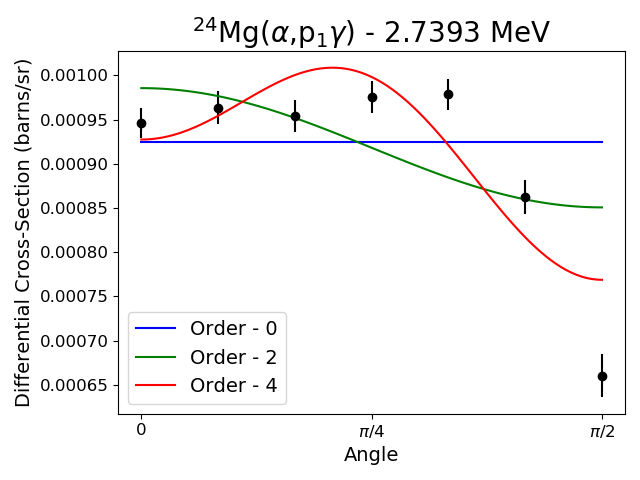 ²⁴Mg(α,p₁γ) - 2.7393 MeV
Differential Cross-Section (barns/sr)
0.00100
0.00095
0.00090
0.00085
0.00080
0.00075
0.00070
0.00065
Order - 0
Order - 2
Order - 4
0
π/4
π/2
Angle